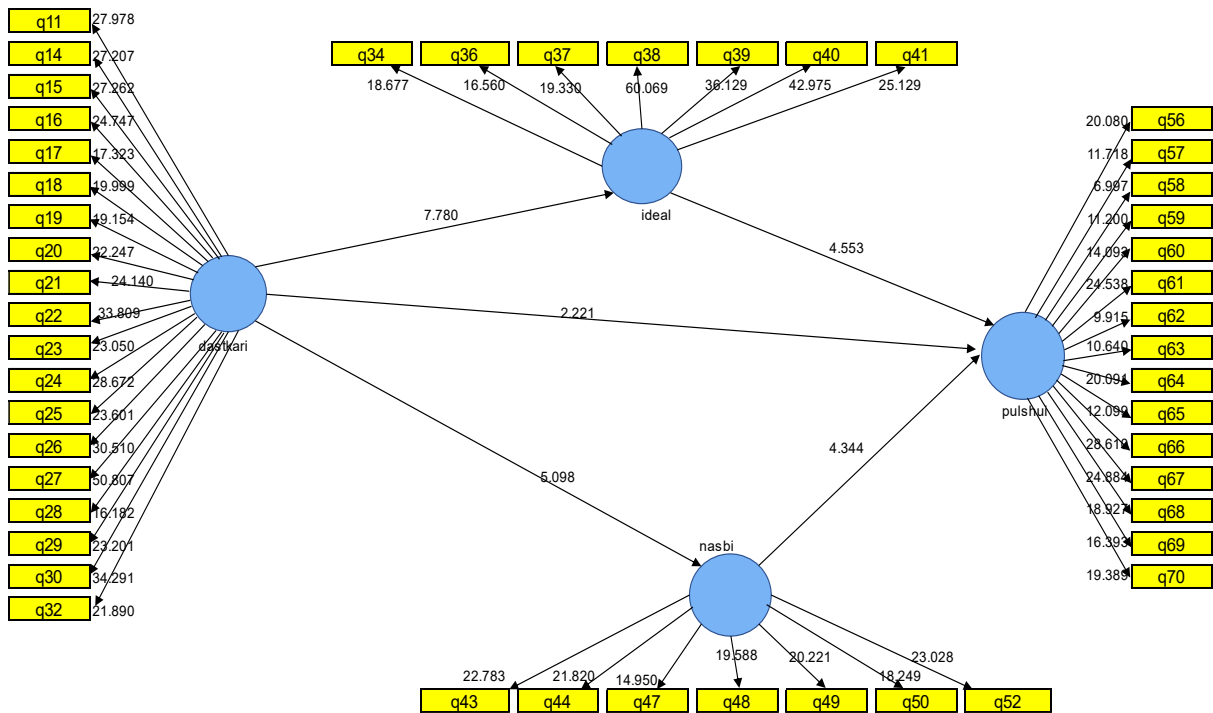 q11 27.978
q14 27.207
q15 27.262
q16 24.747
q17 17.323
q18 19.999
q19 19.154
q20 22.247
q21 24.140
q22 33.809
q23 23.050
q24 28.672
q25 23.601
q26 30.510
q27 50.807
q28 16.182
q29 23.201
q30 34.291
q32 21.890
dastkari
q34 q36 q37 q38 q39 q40 q41
18.677 16.560 19.330 60.069 36.129 42.975 25.129
ideal
7.780
4.553
2.221
5.098
4.344
nasbi
22.783 21.820 14.950 19.588 20.221 18.249 23.028
q43 q44 q47 q48 q49 q50 q52
pulshul
20.080 q56
11.718 q57
6.997 q58
11.200 q59
14.093 q60
24.538 q61
9.915 q62
10.640 q63
20.091 q64
12.099 q65
28.618 q66
24.884 q67
18.927 q68
16.393 q69
19.389 q70